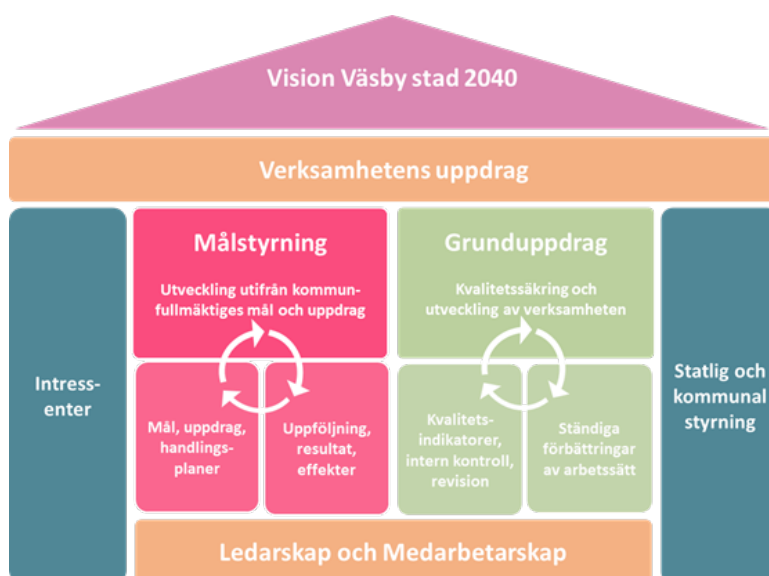 Vision Väsby stad 2040
Verksamhetens uppdrag
Intress-
enter
Målstyrning
Utveckling utifrån kommun-
fullmäktiges mål och uppdrag
Mål, uppdrag,
handlings-
planer
Uppföljning,
resultat,
effekter
Grunduppdrag
Kvalitetssäkring och
utveckling av verksamheten
Kvalitets-
indikatorer,
intern kontroll,
revision
Ständiga
förbättringar
av arbetssätt
Statlig och
kommunal
styrning
Ledarskap och Medarbetarskap